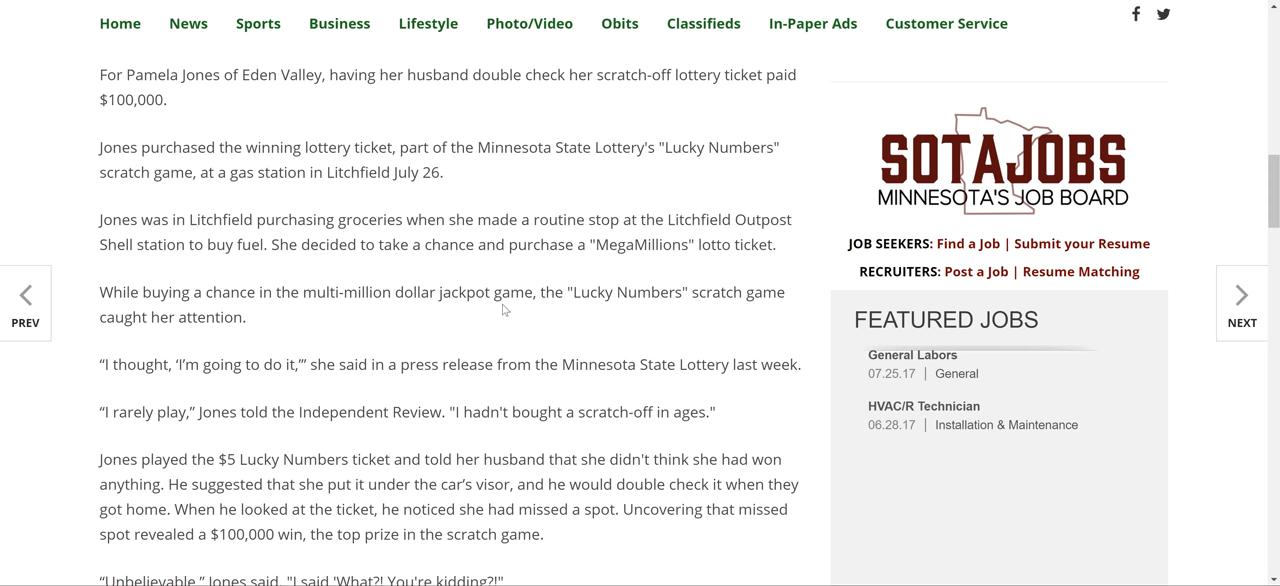 Home News Sports Business Lifestyle Photo/Video Obits Classifieds In-Paper Ads Customer Service
For Pamela Jones of Eden Valley, having her husband double check her scratch-off lottery ticket paid
$100,000.
Jones purchased the winning lottery ticket, part of the Minnesota State Lottery's "Lucky Numbers"
scratch game, at a gas station in Litchfield July 26.
Jones was in Litchfield purchasing groceries when she made a routine stop at the Litchfield Outpost
Shell station to buy fuel. She decided to take a chance and purchase a "MegaMillions" lotto ticket.
While buying a chance in the multi-million dollar jackpot game, the "Lucky Numbers" scratch game
caught her attention.
“I thought, ‘I’m going to do it,’” she said in a press release from the Minnesota State Lottery last week.
“I rarely play,” Jones told the Independent Review. "I hadn't bought a scratch-off in ages."
Jones played the $5 Lucky Numbers ticket and told her husband that she didn't think she had won
anything. He suggested that she put it under the car’s visor, and he would double check it when they
got home. When he looked at the ticket, he noticed she had missed a spot. Uncovering that missed
spot revealed a $100,000 win, the top prize in the scratch game.
“Unbelievable,” Jones said. "I said 'What?! You're kidding?!"
PREV
SOTAJOBS
MINNESOTA'S JOB BOARD
JOB SEEKERS: Find a Job | Submit your Resume
RECRUITERS: Post a Job | Resume Matching
FEATURED JOBS
General Labors
07.25.17 | General
HVAC/R Technician
06.28.17 | Installation & Maintenance
NEXT